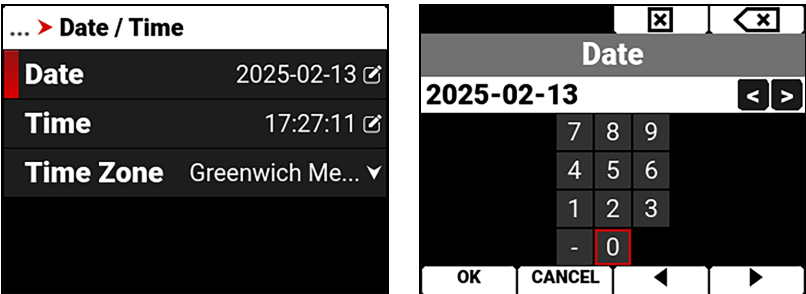 ... > Date / Time
Date 2025-02-13
Time 17:27:11
Time Zone Greenwich Me...
Date
2025-02-13 < >
7 8 9
4 5 6
1 2 3
- 0
OK CANCEL